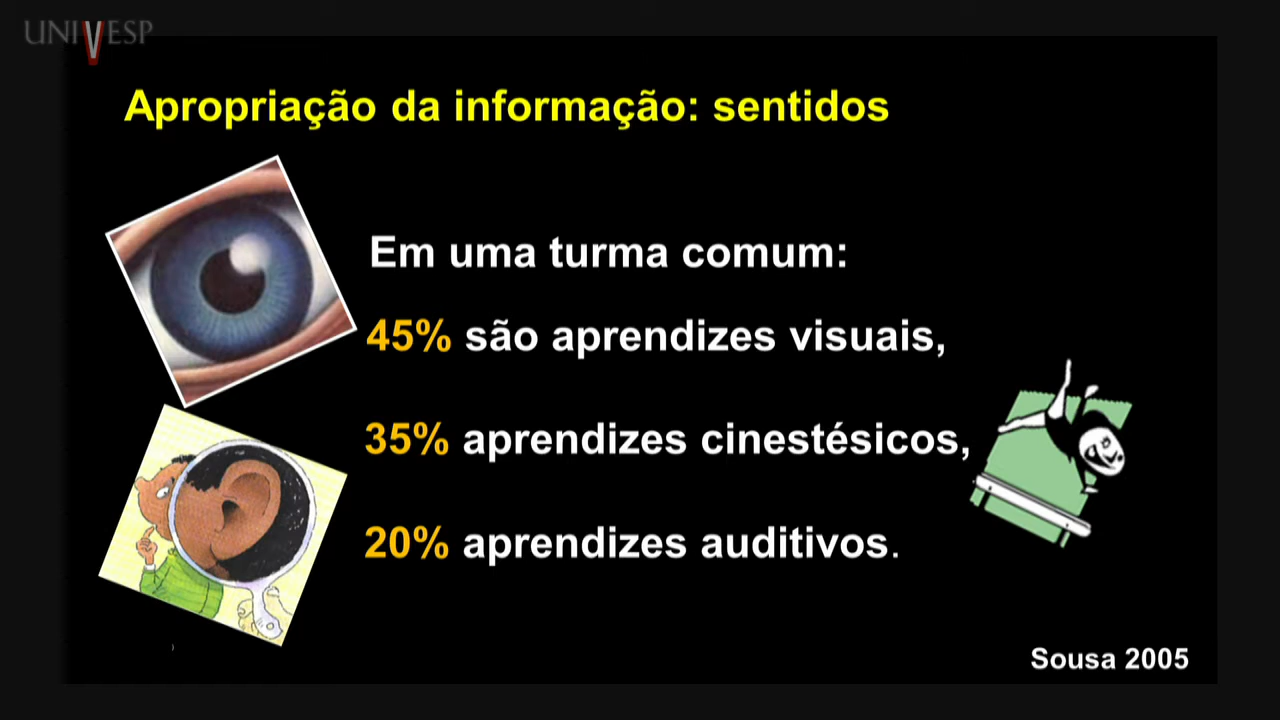 UNIVESP
Apropriação da informação: sentidos
Em uma turma comum:
45% são aprendizes visuais,
35% aprendizes cinestésicos,
20% aprendizes auditivos.
Sousa 2005